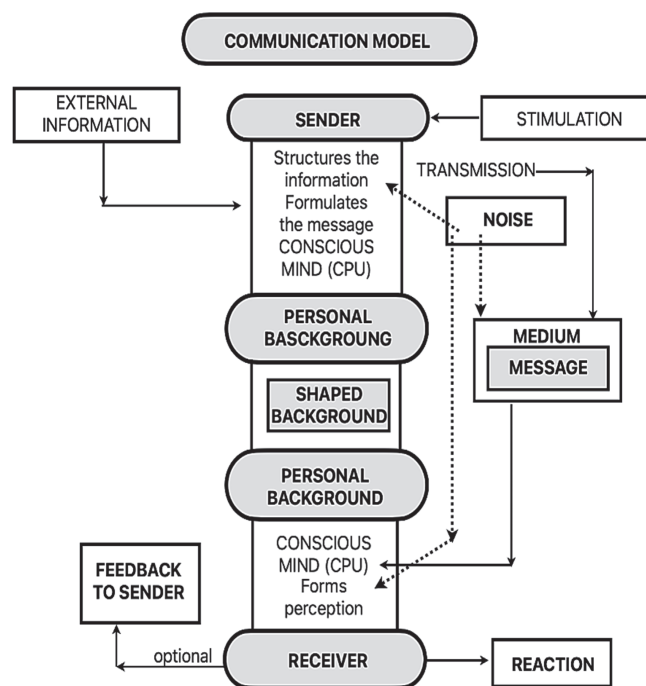 COMMUNICATION MODEL
EXTERNAL
INFORMATION
SENDER
STIMULATION
Structures the
information
Formulates
the message
CONSCIOUS
MIND (CPU)
TRANSMISSION
NOISE
PERSONAL
BASCKGROUNG
MEDIUM
MESSAGE
SHAPED
BACKGROUND
PERSONAL
BACKGROUND
CONSCIOUS
MIND (CPU)
Forms
perception
FEEDBACK
TO SENDER
optional
RECEIVER
REACTION